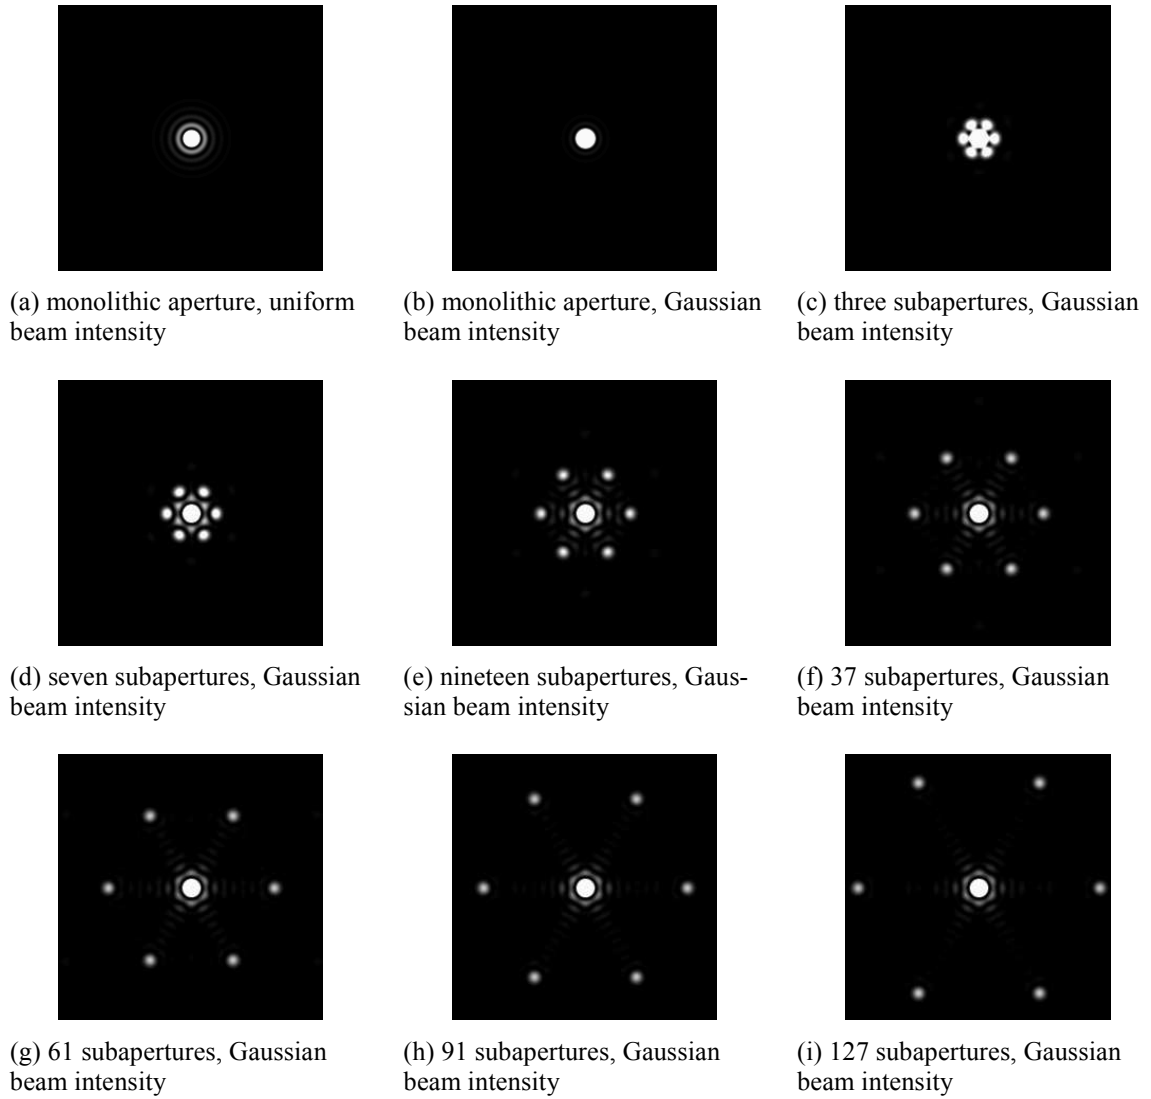 (a) monolithic aperture, uniform
beam intensity
(b) monolithic aperture, Gaussian
beam intensity
(c) three subapertures, Gaussian
beam intensity
(d) seven subapertures, Gaussian
beam intensity
(e) nineteen subapertures, Gaus-
sian beam intensity
(f) 37 subapertures, Gaussian
beam intensity
(g) 61 subapertures, Gaussian
beam intensity
(h) 91 subapertures, Gaussian
beam intensity
(i) 127 subapertures, Gaussian
beam intensity